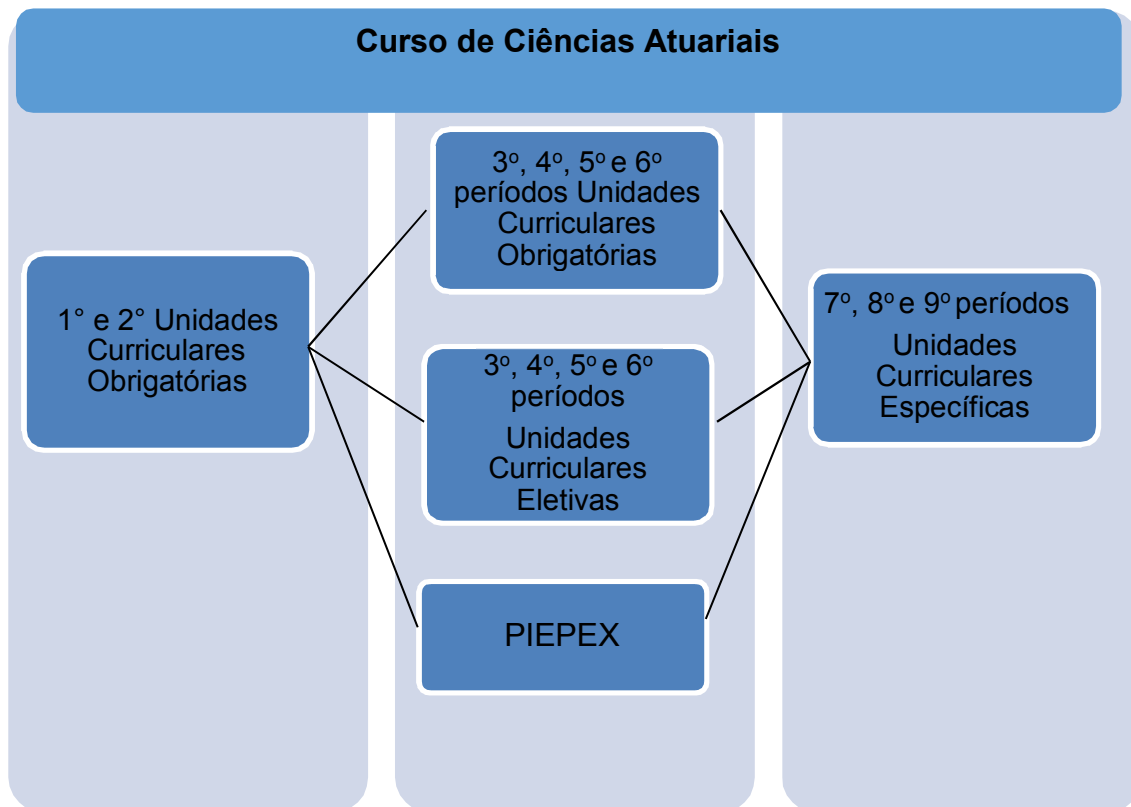 Curso de Ciências Atuariais
1° e 2° Unidades
Curriculares
Obrigatórias
3º, 4º, 5º e 6º
períodos Unidades
Curriculares
Obrigatórias
3º, 4º, 5º e 6º
períodos
Unidades
Curriculares
Eletivas
PIEPEX
7º, 8º e 9º períodos
Unidades
Curriculares
Específicas